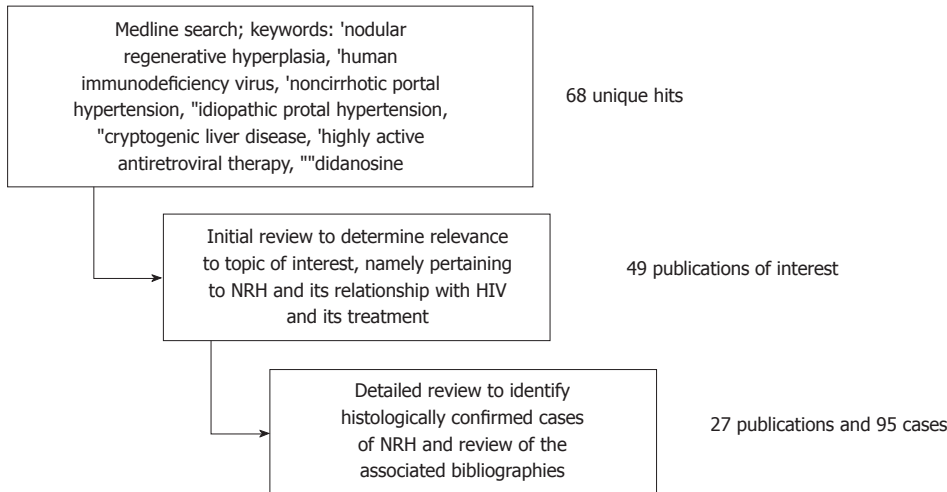 Medline search; keywords: 'nodular
regenerative hyperplasia, 'human
immunodeficiency virus, 'noncirrhotic portal
hypertension, "idiopathic protal hypertension,
"cryptogenic liver disease, 'highly active
antiretroviral therapy, ""didanosine
68 unique hits
Initial review to determine relevance
to topic of interest, namely pertaining
to NRH and its relationship with HIV
and its treatment
49 publications of interest
Detailed review to identify
histologically confirmed cases
of NRH and review of the
associated bibliographies
27 publications and 95 cases